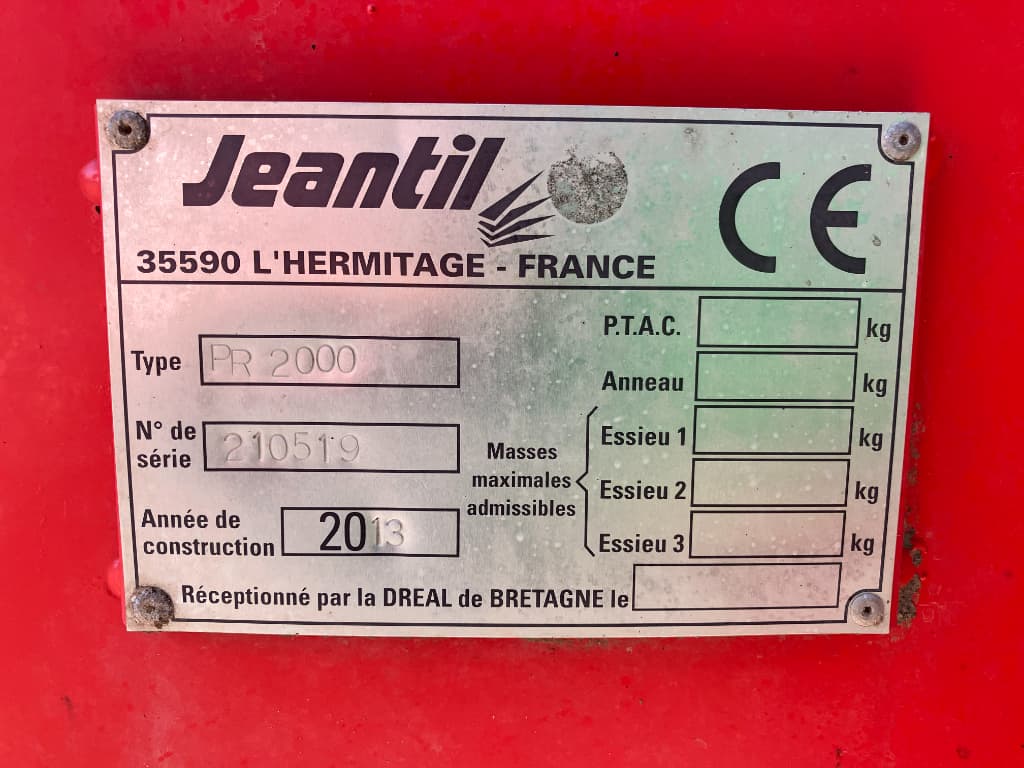 Jeantil
CE
35590 L'HERMITAGE - FRANCE
Type PR 2000
N° de
série 210519
Année de
construction 2013
P.T.A.C. kg
Anneau kg
Masses
maximales
admissibles
Essieu 1 kg
Essieu 2 kg
Essieu 3 kg
Réceptionné par la DREAL de BRETAGNE le